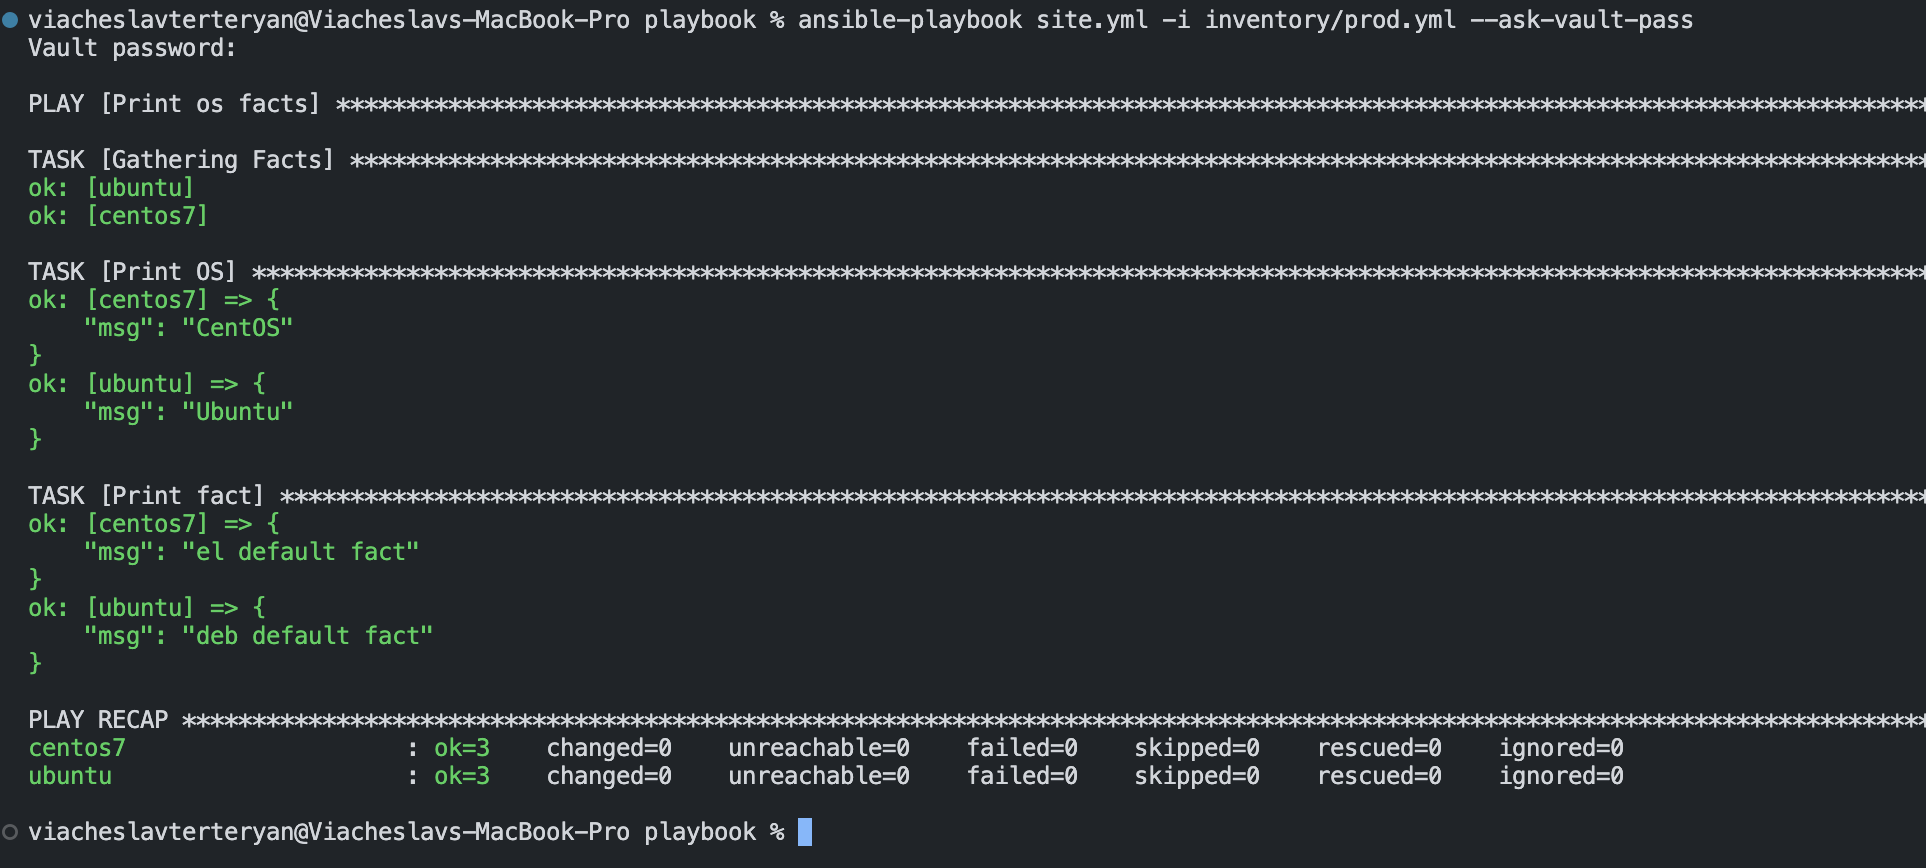 viacheslavterteryan@Viacheslavs-MacBook-Pro playbook % ansible-playbook site.yml -i inventory/prod.yml --ask-vault-pass
Vault password:
PLAY [Print os facts] ******************************************************************************************************************
TASK [Gathering Facts] *****************************************************************************************************************
ok: [ubuntu]
ok: [centos7]
TASK [Print OS] ************************************************************************************************************************
ok: [centos7] => {
    "msg": "CentOS"
}
ok: [ubuntu] => {
    "msg": "Ubuntu"
}
TASK [Print fact] **********************************************************************************************************************
ok: [centos7] => {
    "msg": "el default fact"
}
ok: [ubuntu] => {
    "msg": "deb default fact"
}
PLAY RECAP *****************************************************************************************************************************
centos7                    : ok=3    changed=0    unreachable=0    failed=0    skipped=0    rescued=0    ignored=0
ubuntu                     : ok=3    changed=0    unreachable=0    failed=0    skipped=0    rescued=0    ignored=0
viacheslavterteryan@Viacheslavs-MacBook-Pro playbook %